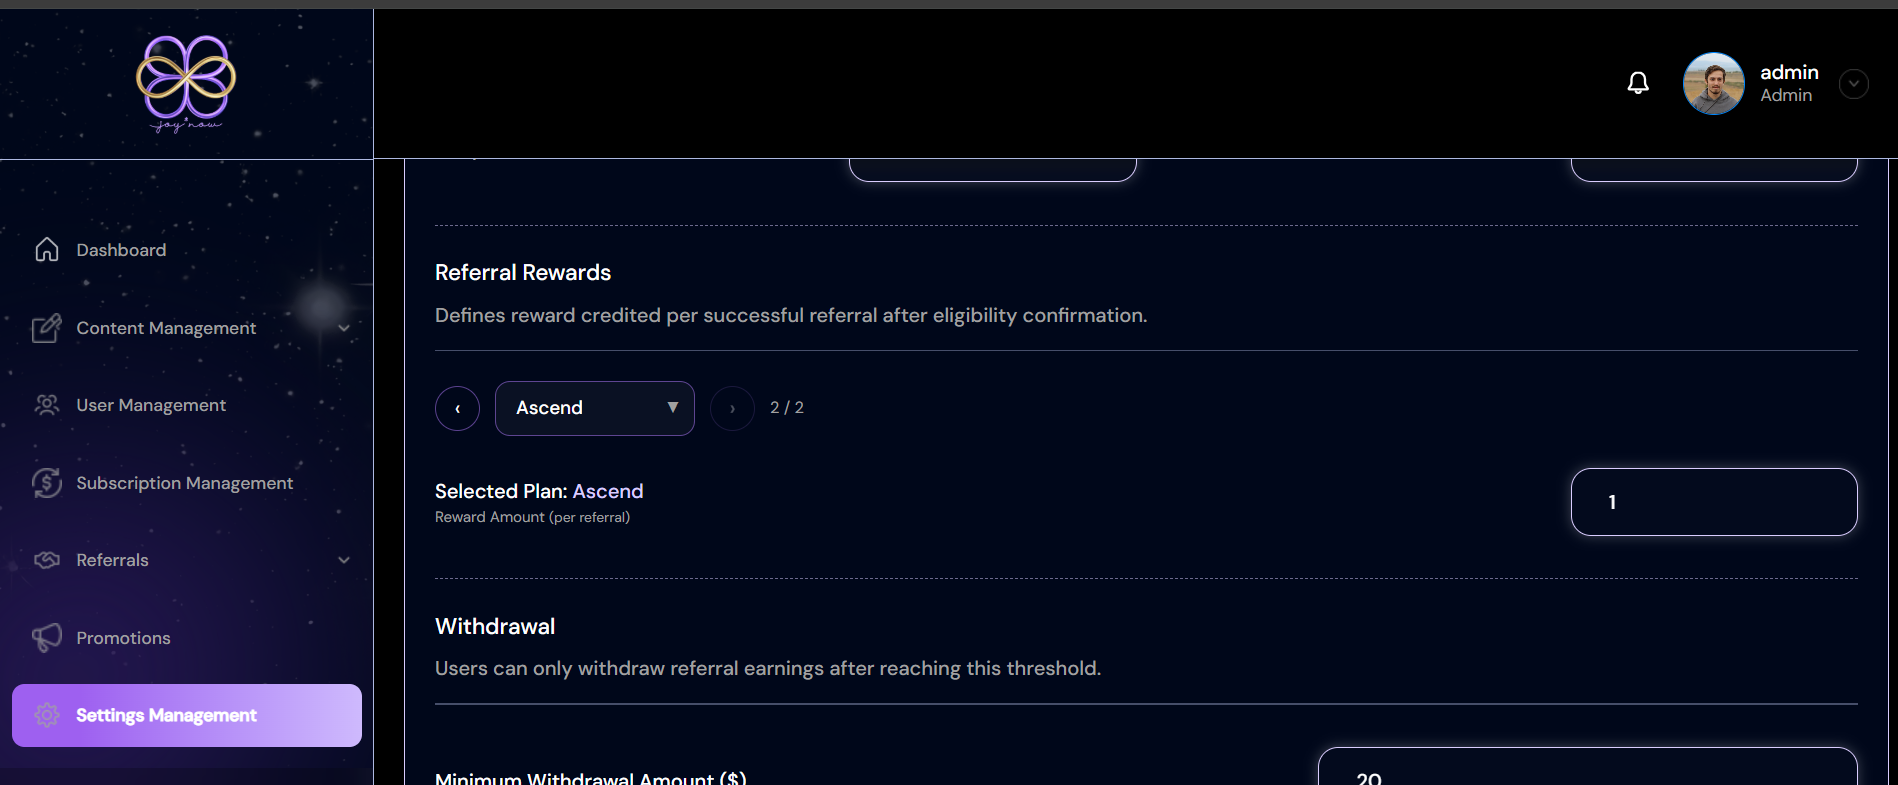 joy*now
admin
Admin
Dashboard
Content Management
User Management
Subscription Management
Referrals
Promotions
Settings Management
Referral Rewards
Defines reward credited per successful referral after eligibility confirmation.
‹ Ascend ▼ › 2 / 2
Selected Plan: Ascend
Reward Amount (per referral)
1
Withdrawal
Users can only withdraw referral earnings after reaching this threshold.
Minimum Withdrawal Amount ($)
20